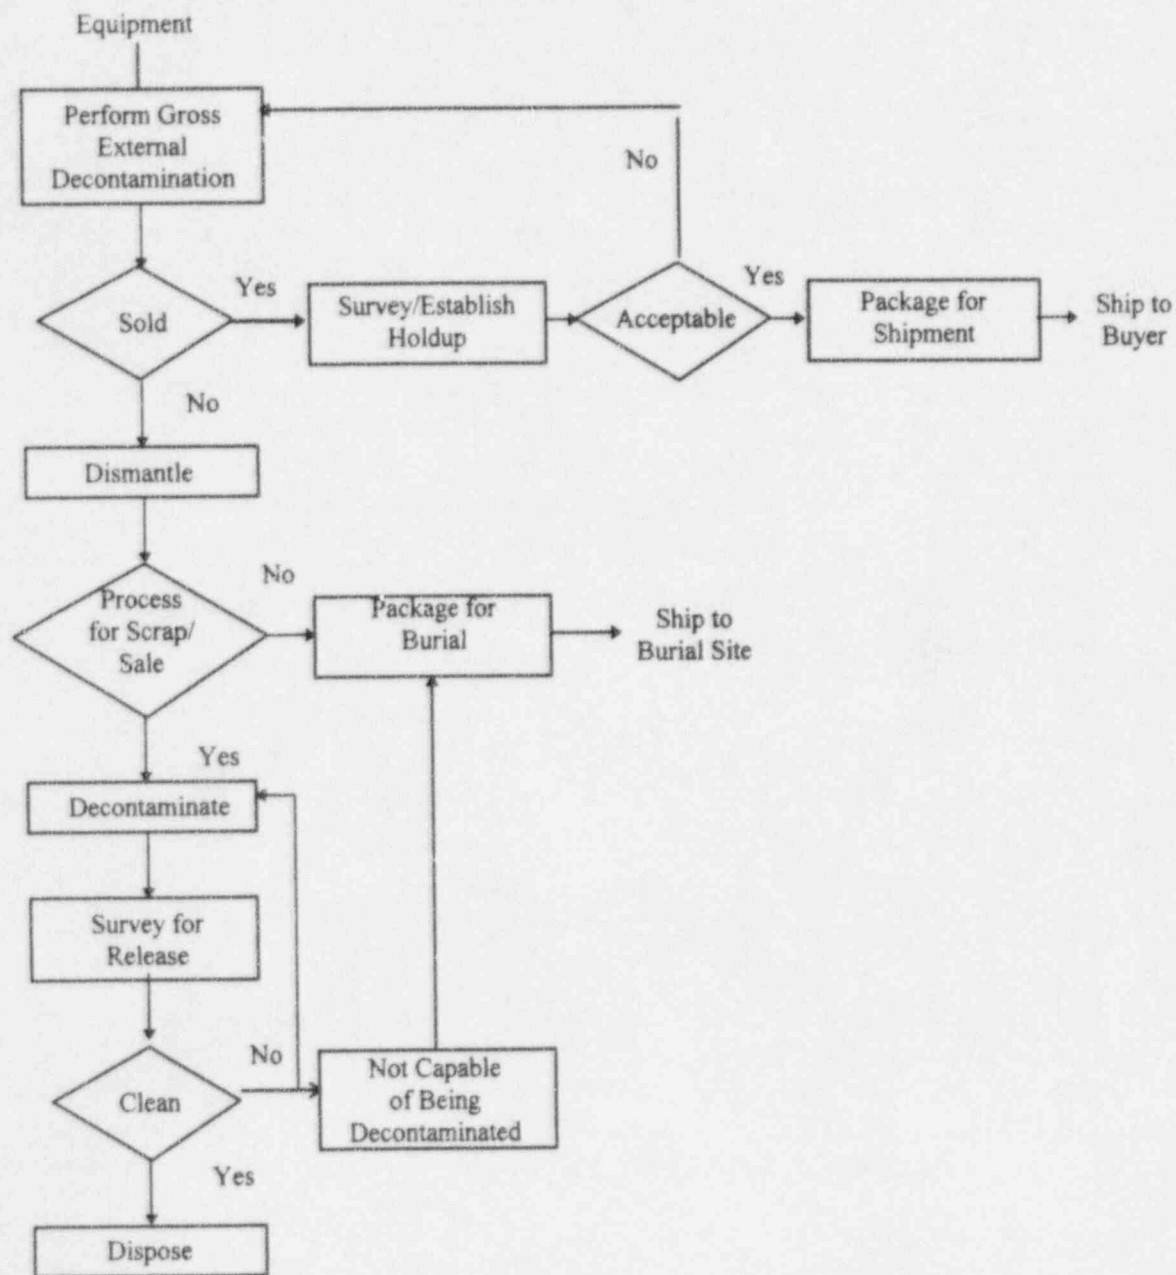 Equipment
Perform Gross
External
Decontamination
No
Sold
Yes
Survey/Establish
Holdup
Acceptable
Yes
Package for
Shipment
Ship to
Buyer
No
Dismantle
Process
for Scrap/
Sale
No
Package for
Burial
Ship to
Burial Site
Yes
Decontaminate
Survey for
Release
Clean
No
Not Capable
of Being
Decontaminated
Yes
Dispose